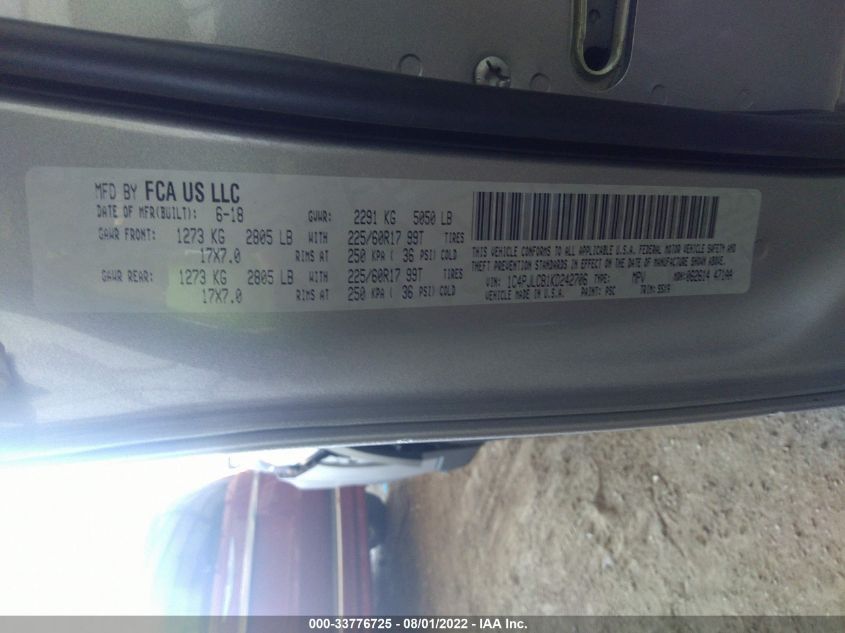 MFD BY FCA US LLC
DATE OF MFR(BUILT): 6-18 GVWR: 2291 KG 5050 LB
GAWR FRONT: 1273 KG 2805 LB WITH 225/60R17 99T TIRES
17X7.0 RIMS AT 250 KPA ( 36 PSI) COLD
GAWR REAR: 1273 KG 2805 LB WITH 225/60R17 99T TIRES
17X7.0 RIMS AT 250 KPA ( 36 PSI) COLD
THIS VEHICLE CONFORMS TO ALL APPLICABLE U.S.A. FEDERAL MOTOR VEHICLE SAFETY AND
THEFT PREVENTION STANDARDS IN EFFECT ON THE DATE OF MANUFACTURE SHOWN ABOVE.
VIN: 1C4PJLCB1KD242706 TYPE: MPV MDH: 062614 471AA
VEHICLE MADE IN U.S.A. PAINT: PSC TRIM:
000-33776725 - 08/01/2022 - IAA Inc.